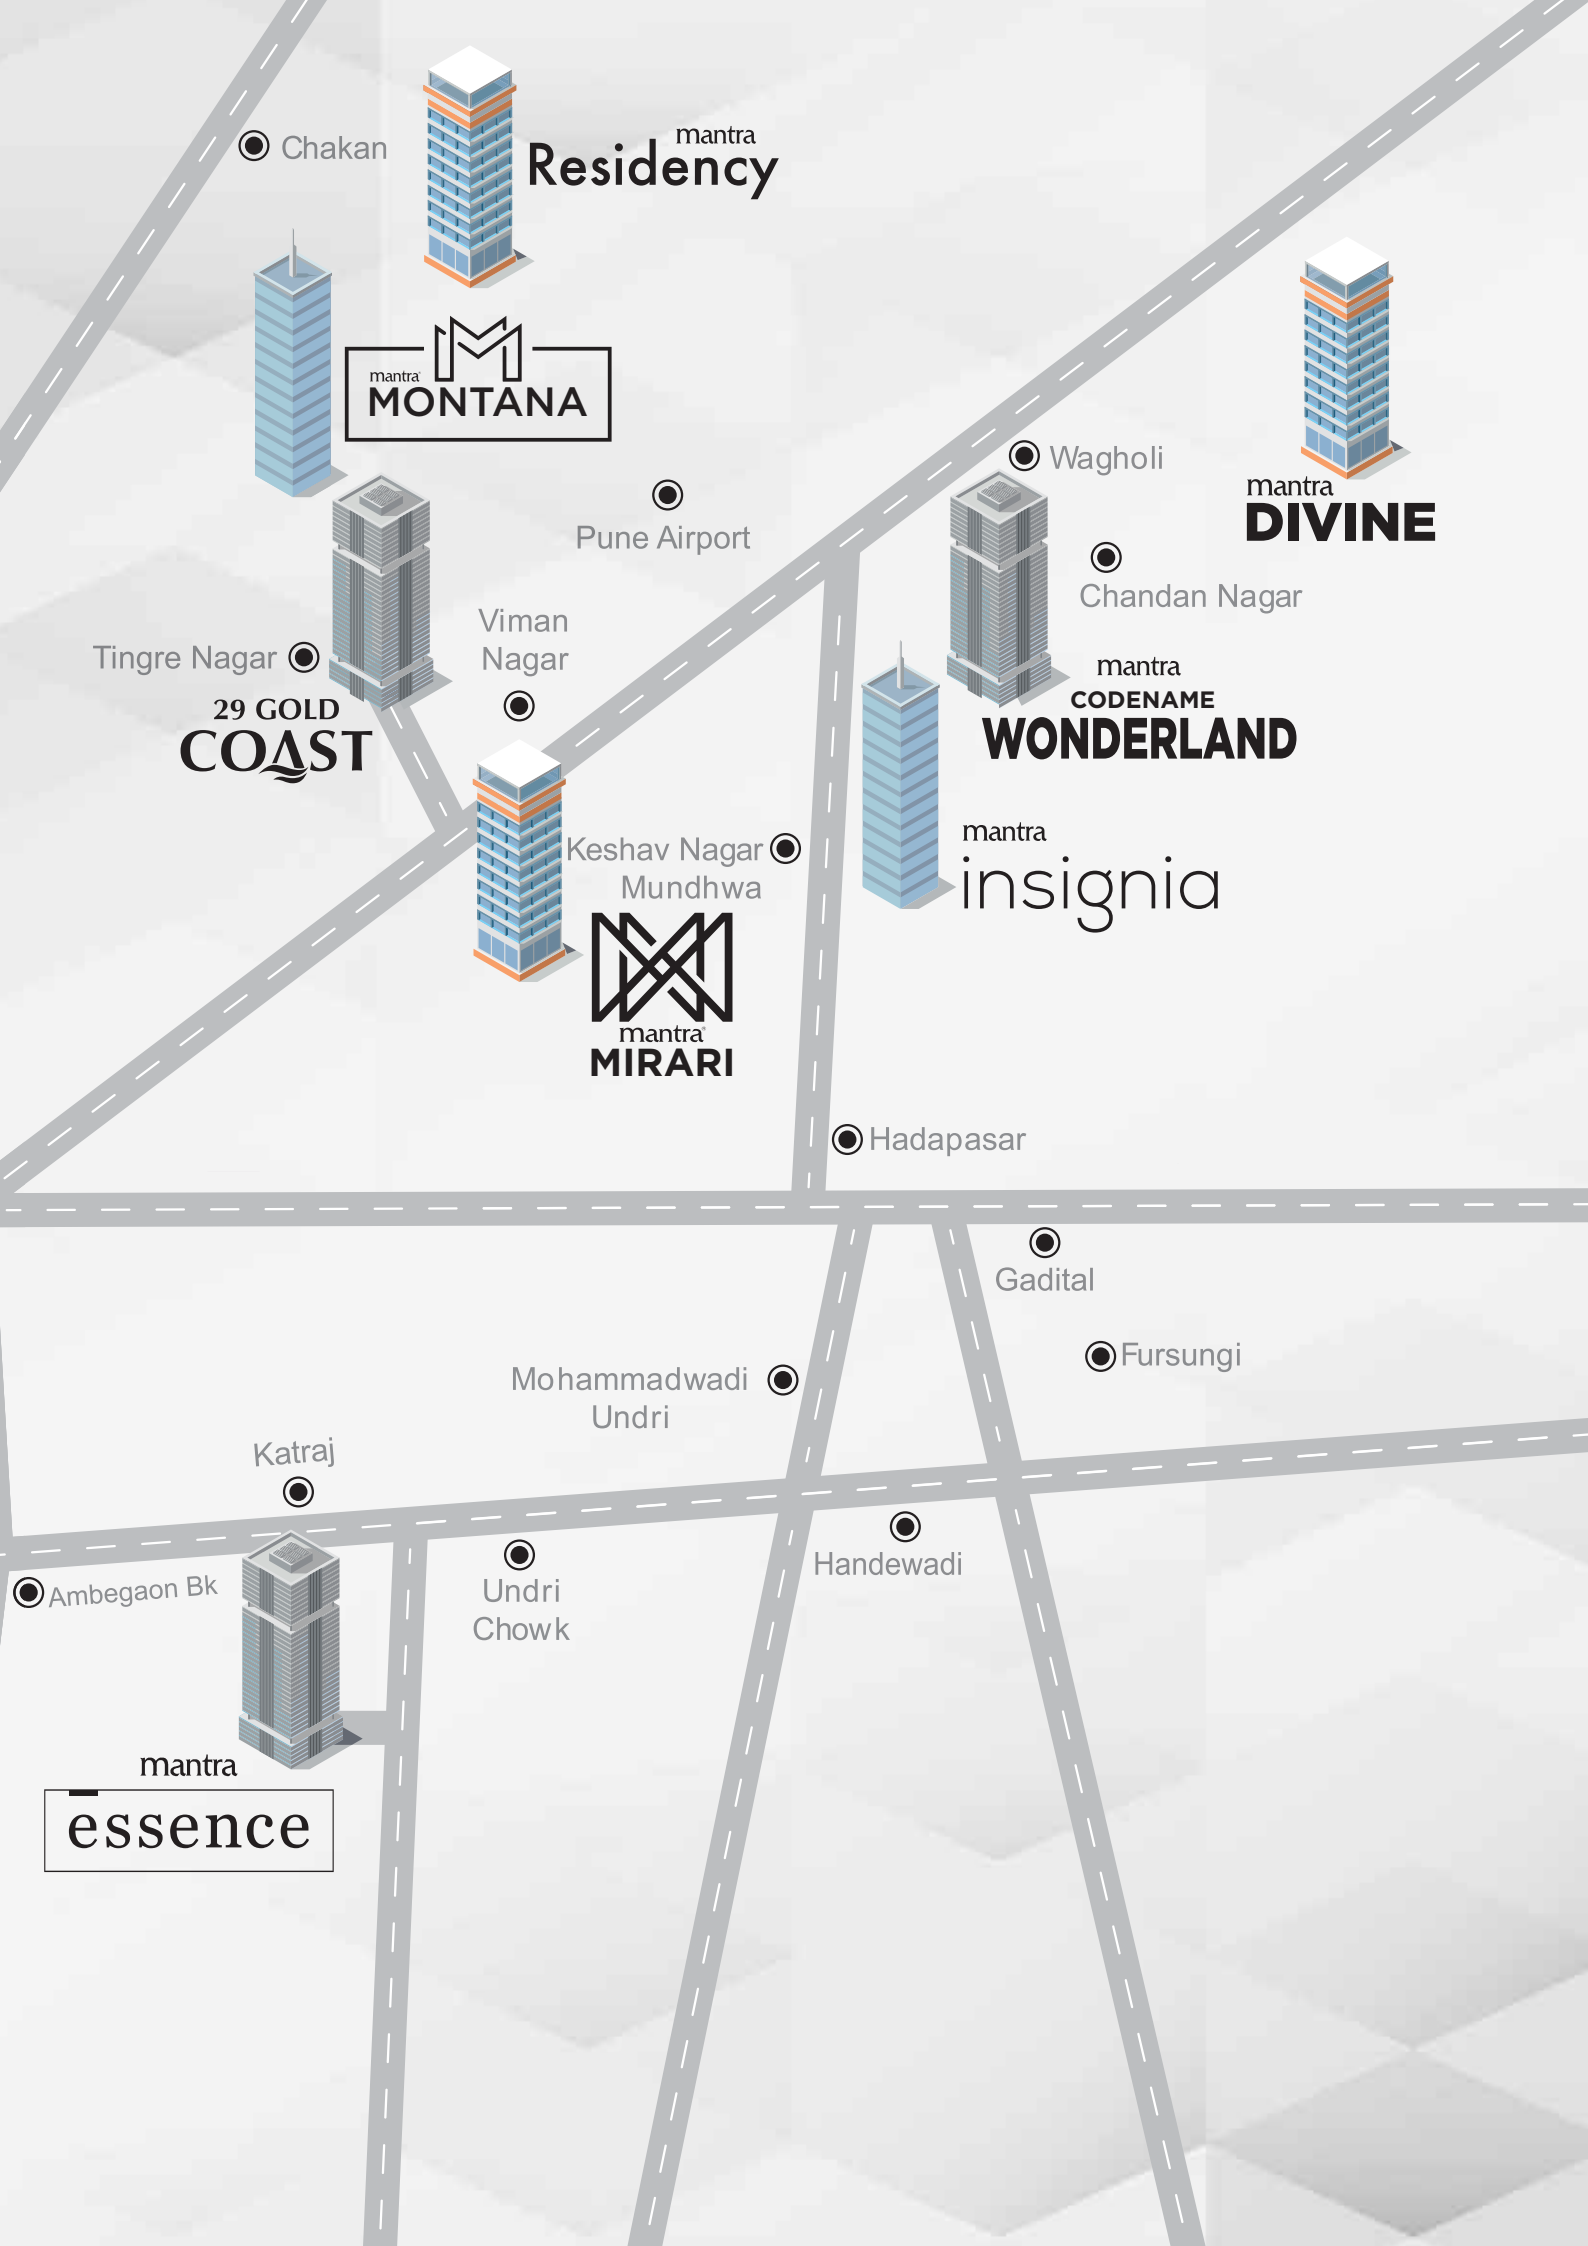 mantra
Residency
Chakan
mantra
MONTANA
Wagholi
mantra
DIVINE
Pune Airport
Chandan Nagar
Viman
Nagar
Tingre Nagar
29 GOLD
COAST
mantra
CODENAME
WONDERLAND
Keshav Nagar
Mundhwa
mantra
insignia
mantra®
MIRARI
Hadapasar
Gadital
Fursungi
Mohammadwadi
Undri
Katraj
Handewadi
Ambegaon Bk
Undri
Chowk
mantra
essence